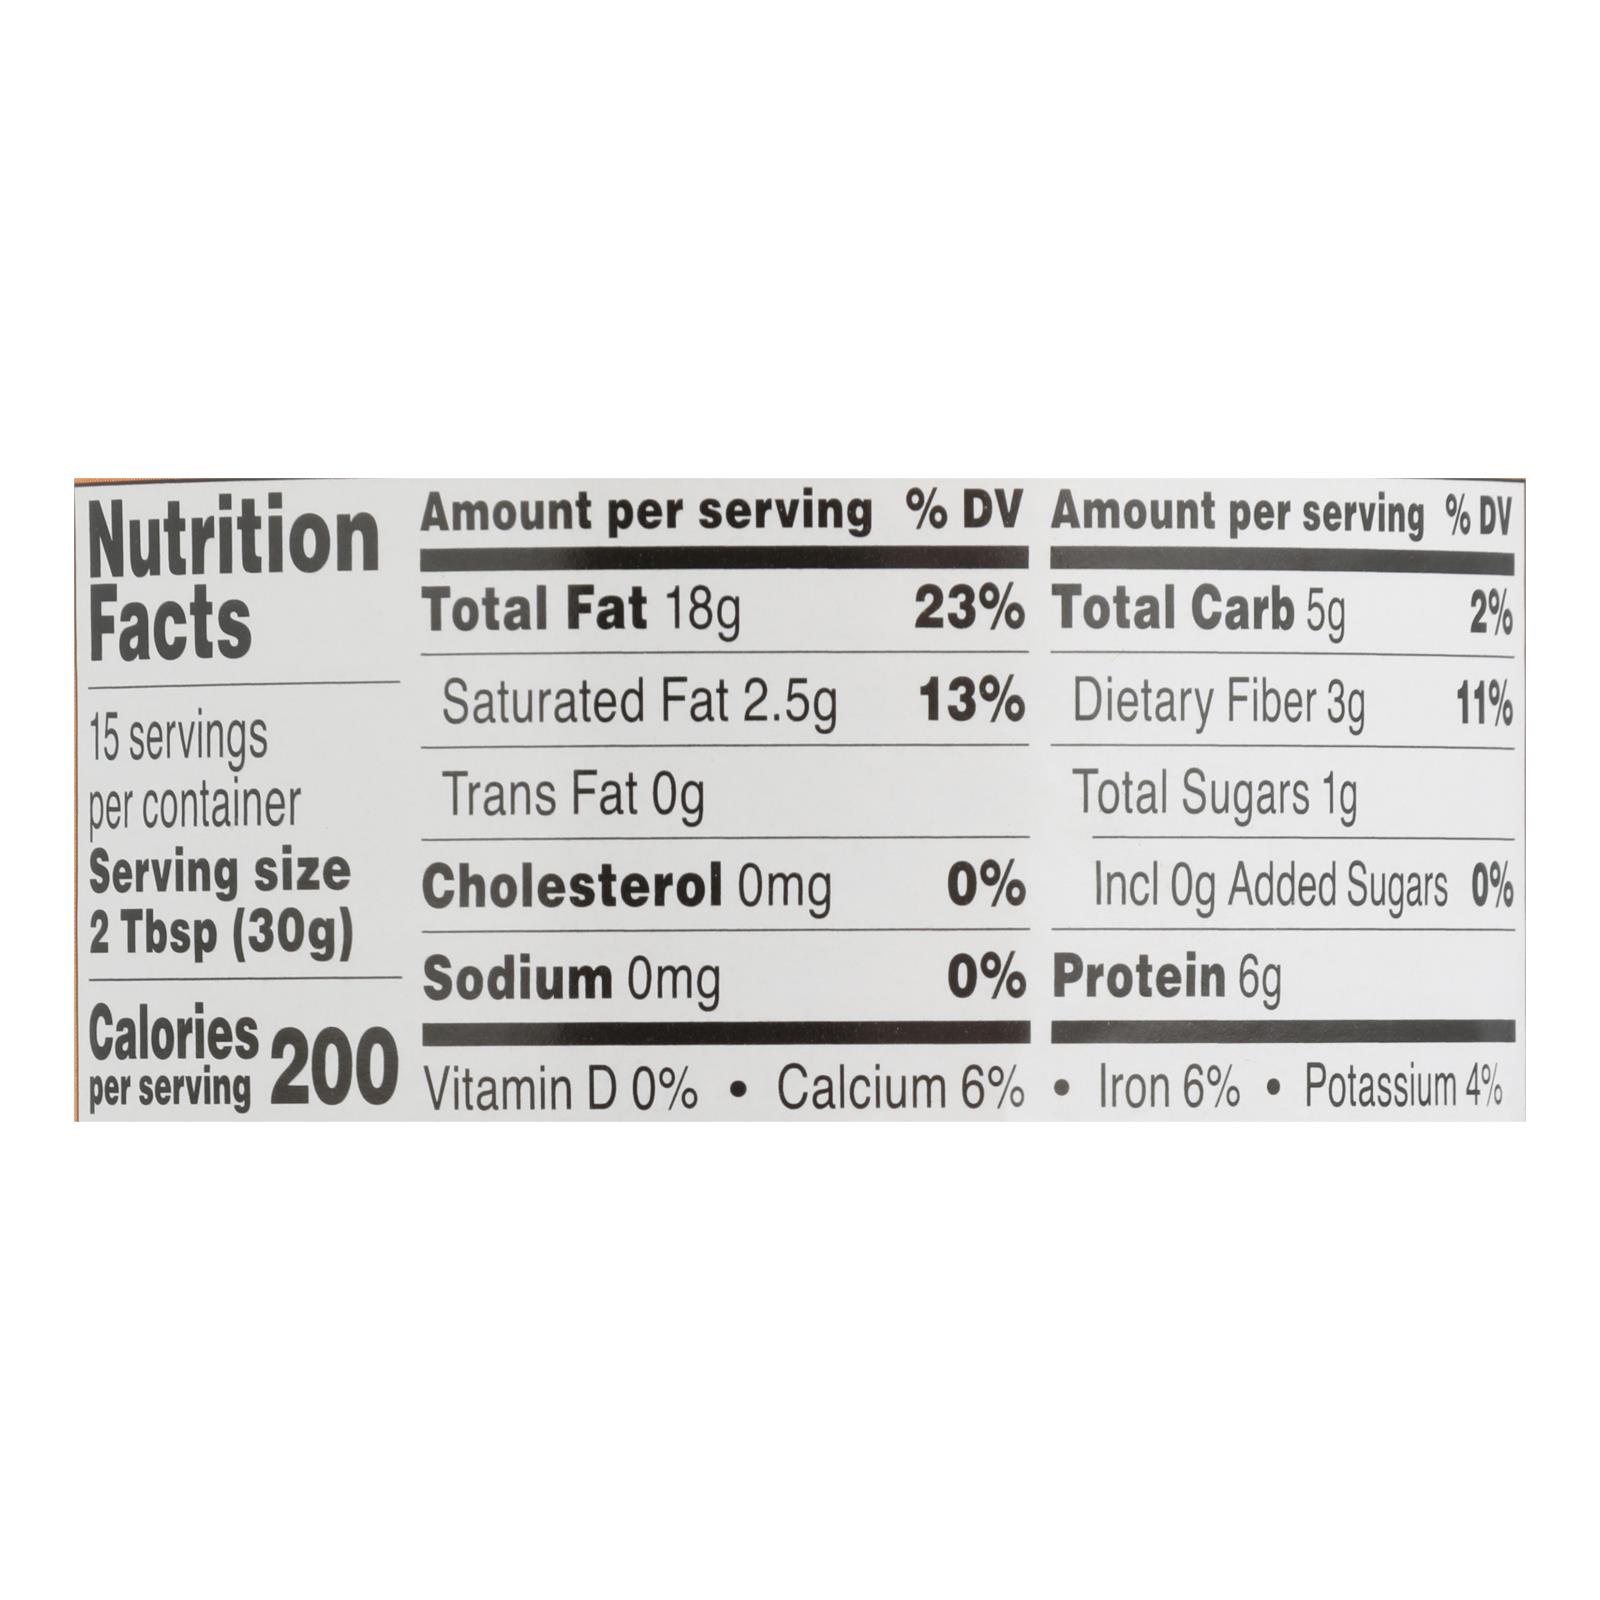 Nutrition
Facts
15 servings
per container
Serving size
2 Tbsp (30g)
Calories
per serving 200
Amount per serving % DV
Total Fat 18g 23%
Saturated Fat 2.5g 13%
Trans Fat 0g
Cholesterol 0mg 0%
Sodium 0mg 0%
Amount per serving % DV
Total Carb 5g 2%
Dietary Fiber 3g 11%
Total Sugars 1g
Incl 0g Added Sugars 0%
Protein 6g
Vitamin D 0% • Calcium 6% • Iron 6% • Potassium 4%